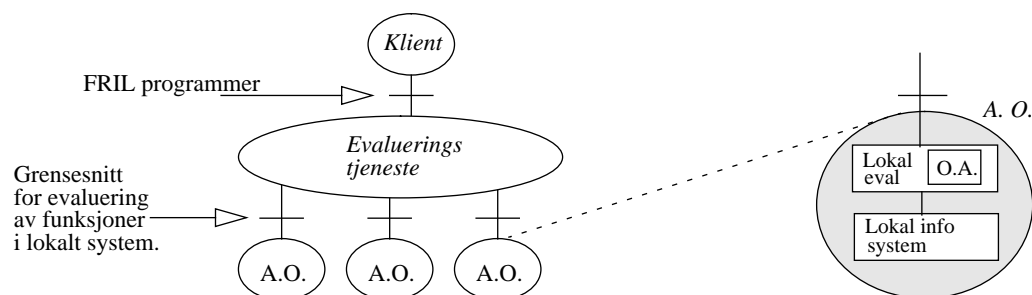 Klient
FRIL programmer
Evaluerings
tjeneste
Grensesnitt
for evaluering
av funksjoner
i lokalt system.
A.O.
A.O.
A.O.
A. O.
Lokal
eval
O.A.
Lokal info
system